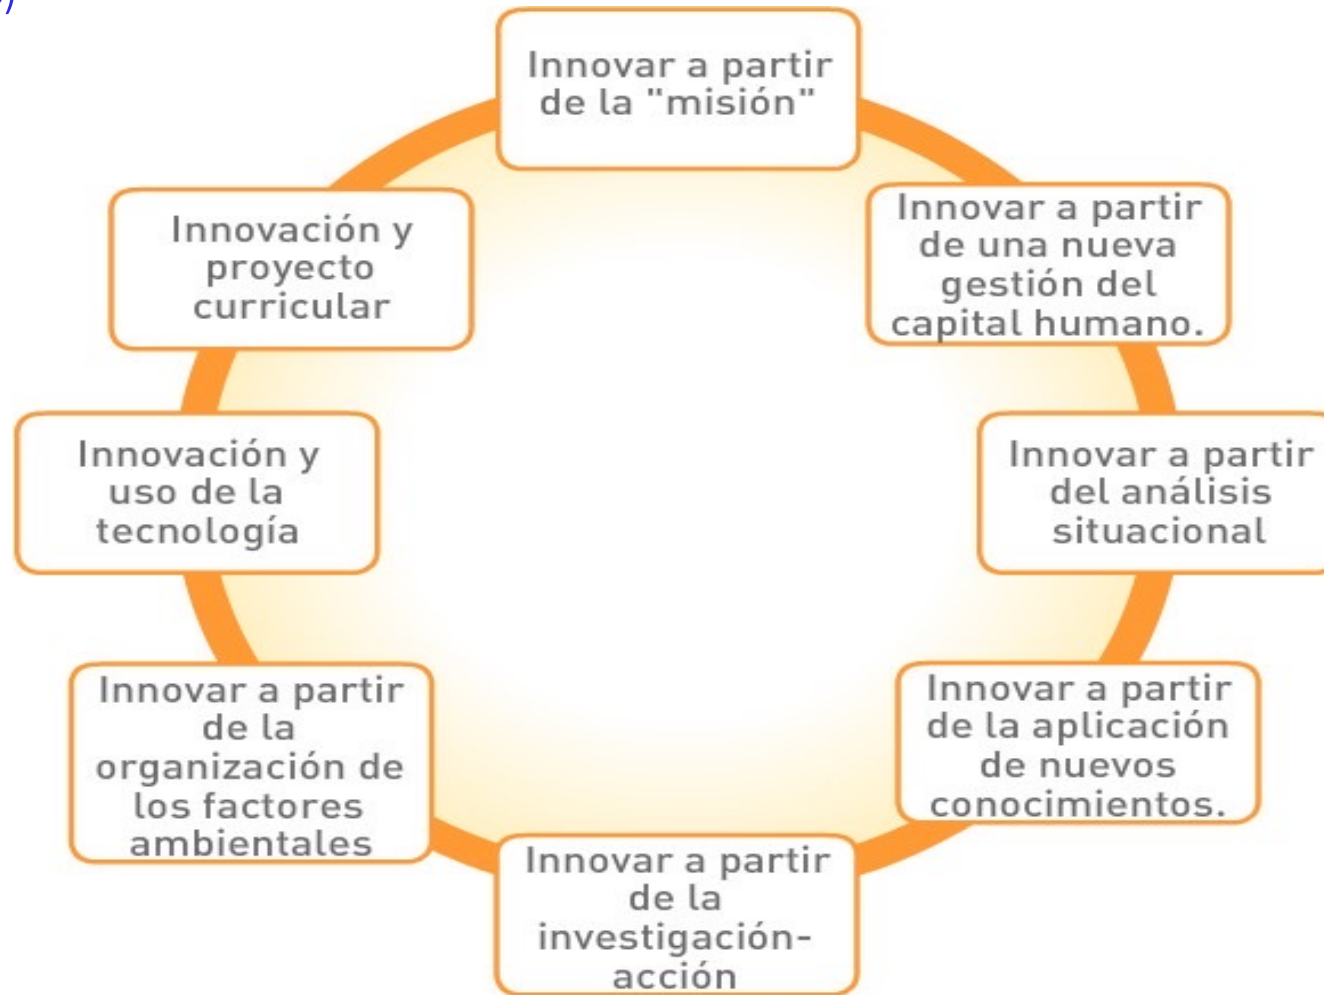 Innovar a partir
de la "misión"
Innovar a partir
de una nueva
gestión del
capital humano.
Innovar a partir
del análisis
situacional
Innovar a partir
de la aplicación
de nuevos
conocimientos.
Innovar a partir
de la
investigación-
acción
Innovar a partir
de la
organización de
los factores
ambientales
Innovación y
uso de la
tecnología
Innovación y
proyecto
curricular